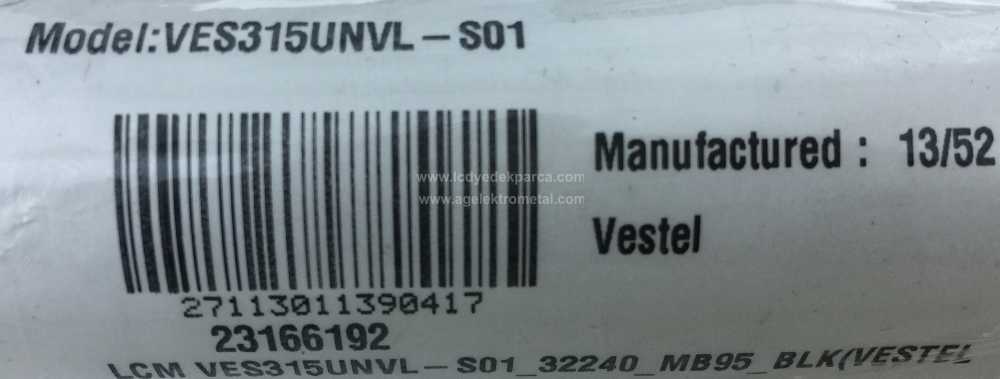 Model:VES315UNVL-S01
Manufactured : 13/52
www.lcdyedekparca.com
www.agelektrometal.com
Vestel
27113011390417
23166192
LCM VES315UNVL-S01_32240_MB95_BLK(VESTEL